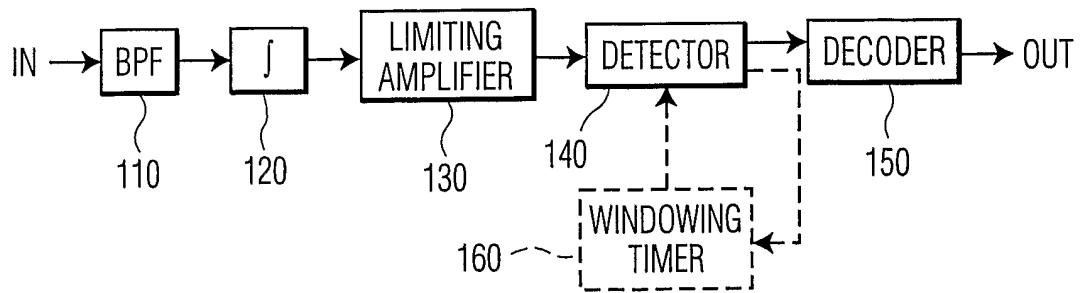 IN
BPF
∫
LIMITING
AMPLIFIER
DETECTOR
DECODER
OUT
110
120
130
140
150
160
WINDOWING
TIMER